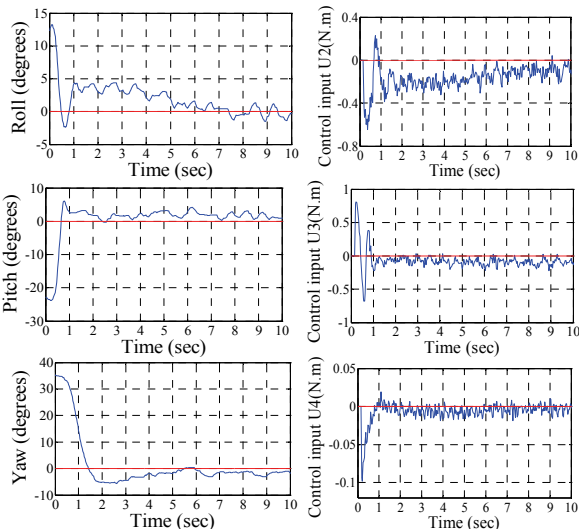 Roll (degrees)
15
10
5
0
5
0 1 2 3 4 5 6 7 8 9 10
Time (sec)
Control input U2(N.m)
0.4
0
-0.4
-0.8
0 1 2 3 4 5 6 7 8 9 10
Time (sec)
Pitch (degrees)
10
0
-10
-20
-30
0 1 2 3 4 5 6 7 8 9 10
Time (sec)
Control input U3(N.m)
1
0.5
0
-0.5
-1
0 1 2 3 4 5 6 7 8 9 10
Time (sec)
Yaw (degrees)
40
30
20
10
0
-10
0 1 2 3 4 5 6 7 8 9 10
Time (sec)
Control input U4(N.m)
0.05
0
-0.05
-0.1
0 1 2 3 4 5 6 7 8 9 10
Time (sec)